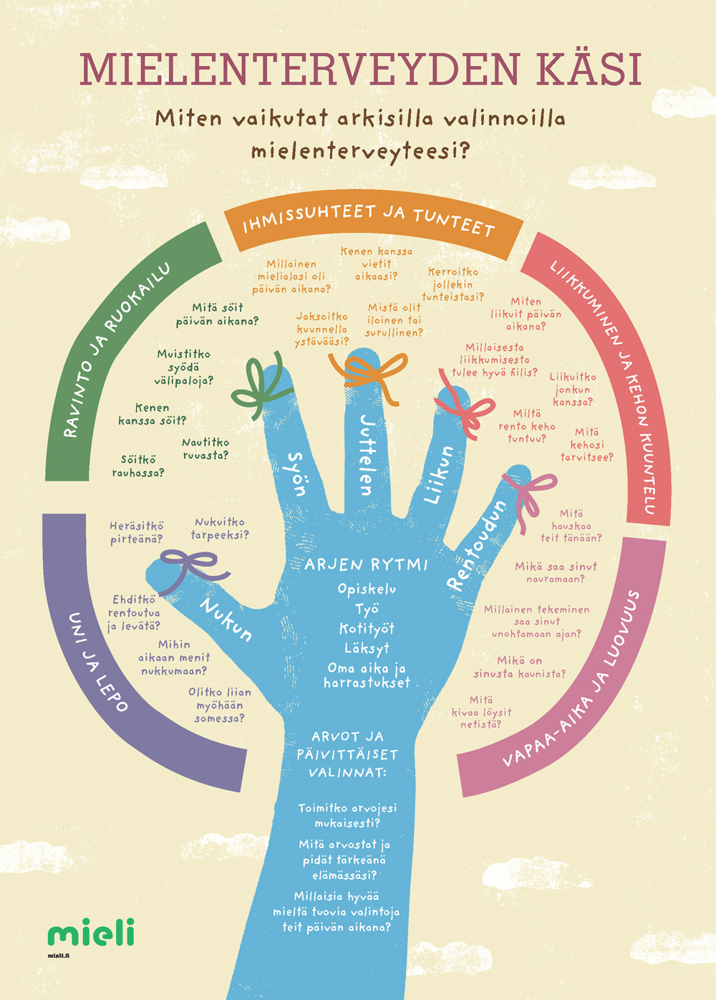 MIELENTERVEYDEN KÄSI
Miten vaikutat arkisilla valinnoilla
mielenterveyteesi?
UNI JA LEPO
Heräsitkö
pirteänä?
Nukuitko
tarpeeksi?
Ehditkö
rentoutua
ja levätä?
Mihin
aikaan menit
nukkumaan?
Olitko liian
myöhään
somessa?
Nukun
RAVINTO JA RUOKAILU
Mitä söit
päivän aikana?
Muistitko
syödä
välipaloja?
Kenen
kanssa söit?
Nautitko
ruuasta?
Söitkö
rauhassa?
Syön
IHMISSUHTEET JA TUNTEET
Millainen
mielialasi oli
päivän aikana?
Kenen kanssa
vietit
aikaasi?
Kerroitko
jollekin
tunteistasi?
Jaksoitko
kuunnella
ystävääsi?
Mistä olit
iloinen tai
surullinen?
Juttelen
LIIKKUMINEN JA KEHON KUUNTELU
Miten
liikuit päivän
aikana?
Millaisesta
liikkumisesta
tulee hyvä fiilis?
Liikuitko
jonkun
kanssa?
Miltä
rento keho
tuntuu?
Mitä
kehosi
tarvitsee?
Liikun
VAPAA-AIKA JA LUOVUUS
Mitä
hauskaa
teit tänään?
Mikä saa sinut
nauramaan?
Millainen tekeminen
saa sinut
unohtamaan ajan?
Mikä on
sinusta kaunista?
Mitä
kivaa löysit
netistä?
Rentoudun
ARJEN RYTMI
Opiskelu
Työ
Kotityöt
Läksyt
Oma aika ja
harrastukset
ARVOT JA
PÄIVITTÄISET
VALINNAT:
Toimitko arvojesi
mukaisesti?
Mitä arvostat ja
pidät tärkeänä
elämässäsi?
Millaisia hyvää
mieltä tuovia valintoja
teit päivän aikana?
mieli
mieli.fi